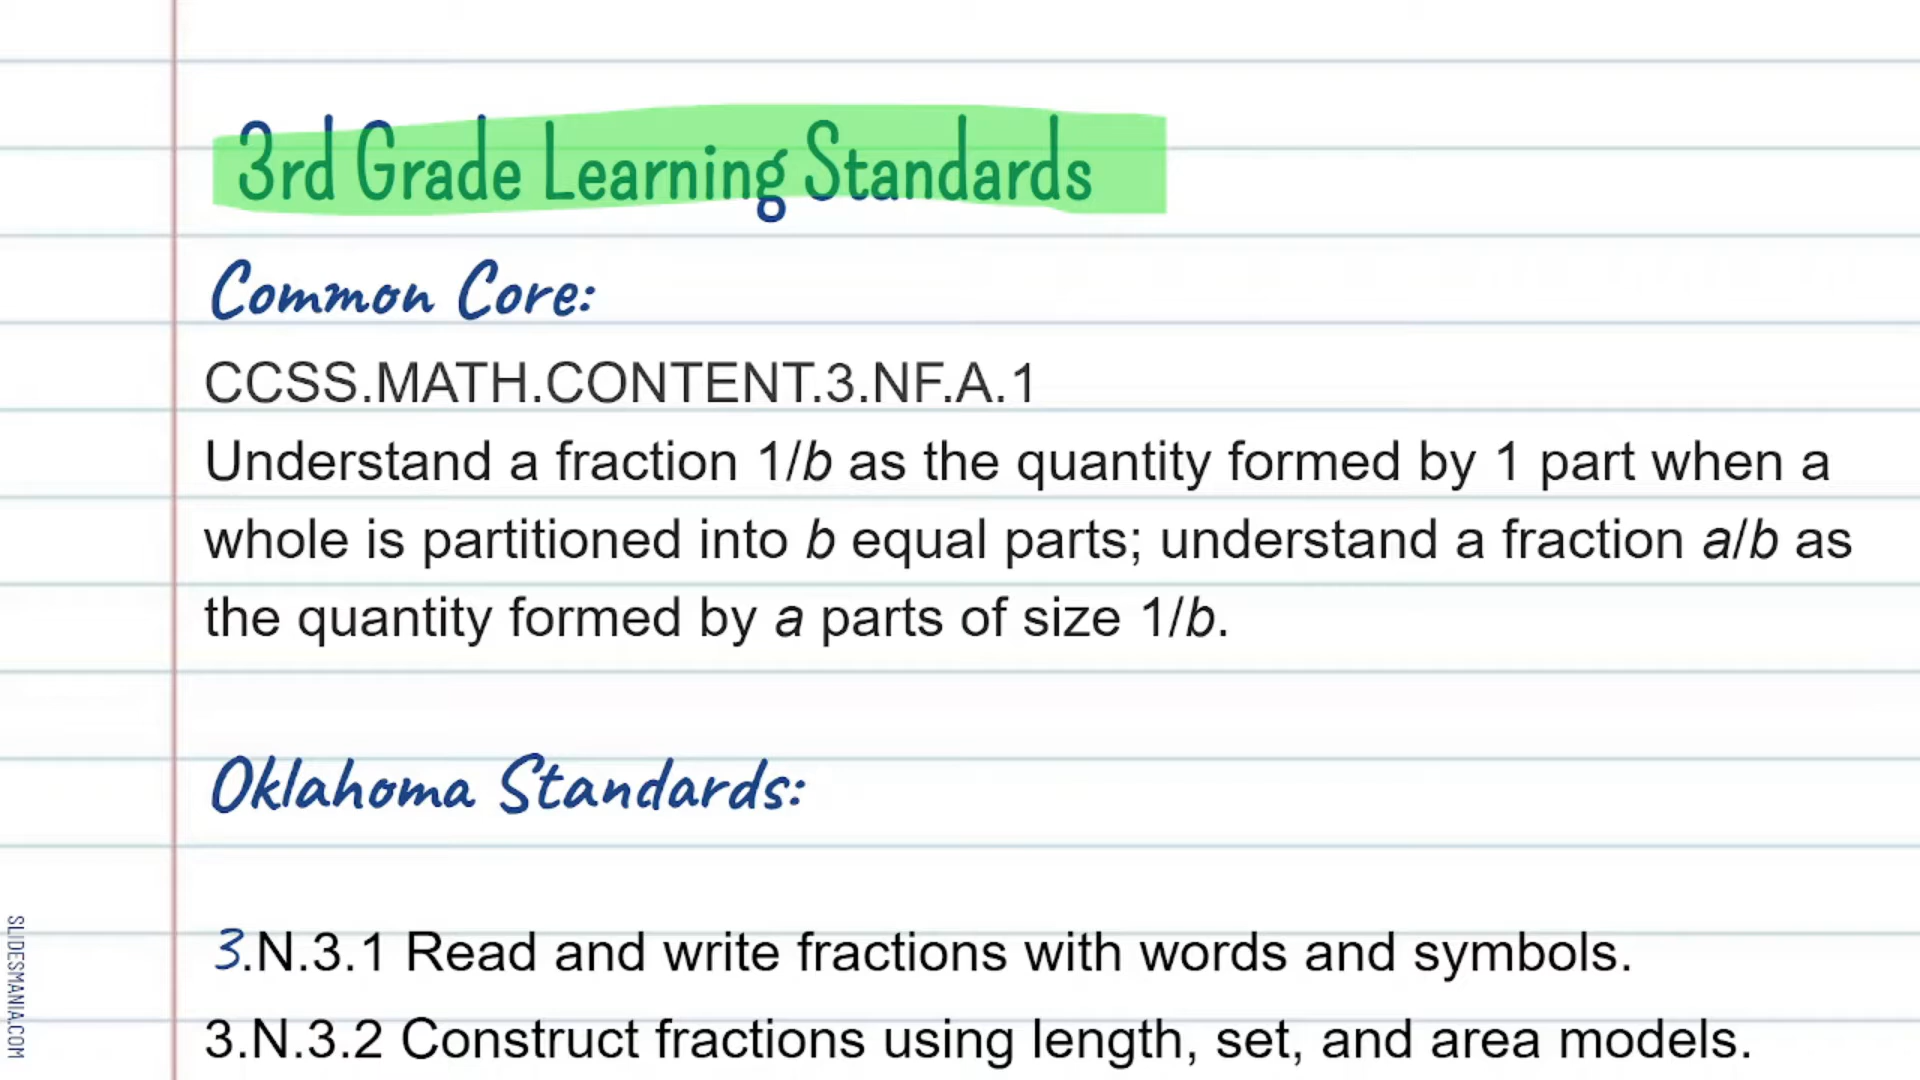 3rd Grade Learning Standards
Common Core:
CCSS.MATH.CONTENT.3.NF.A.1
Understand a fraction 1/b as the quantity formed by 1 part when a
whole is partitioned into b equal parts; understand a fraction a/b as
the quantity formed by a parts of size 1/b.
Oklahoma Standards:
3.N.3.1 Read and write fractions with words and symbols.
3.N.3.2 Construct fractions using length, set, and area models.
SLIDESMANIA.COM